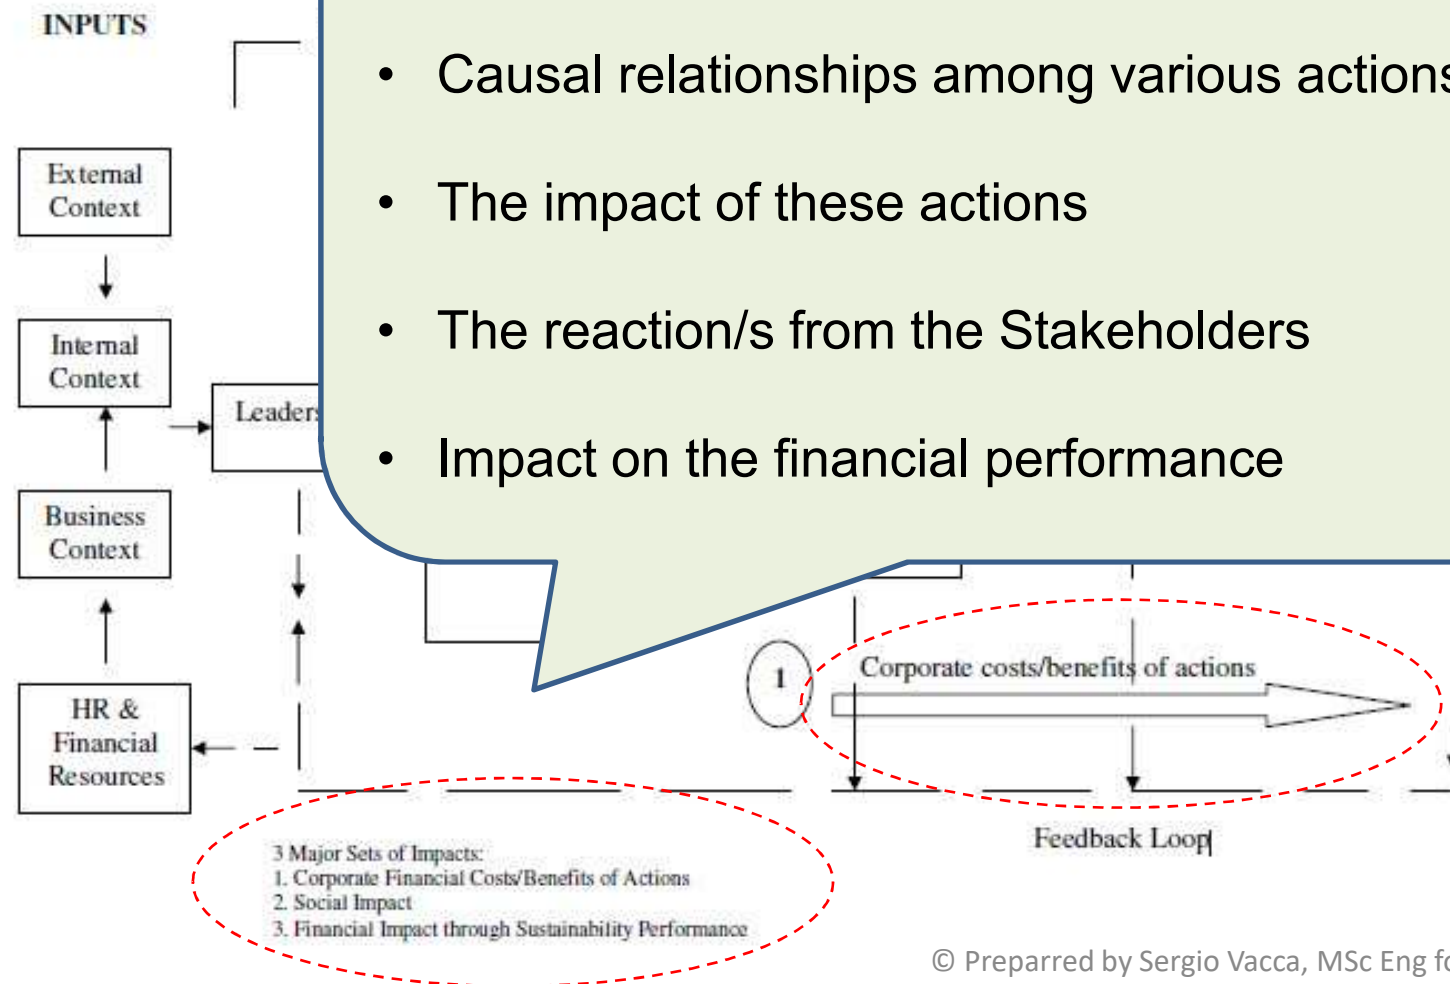 INPUTS
• Causal relationships among various actions
• The impact of these actions
• The reaction/s from the Stakeholders
• Impact on the financial performance
External
Context
Internal
Context
Leaders
Business
Context
HR &
Financial
Resources
1
Corporate costs/benefits of actions
Feedback Loop
3 Major Sets of Impacts:
1. Corporate Financial Costs/Benefits of Actions
2. Social Impact
3. Financial Impact through Sustainability Performance
© Preparred by Sergio Vacca, MSc Eng fo